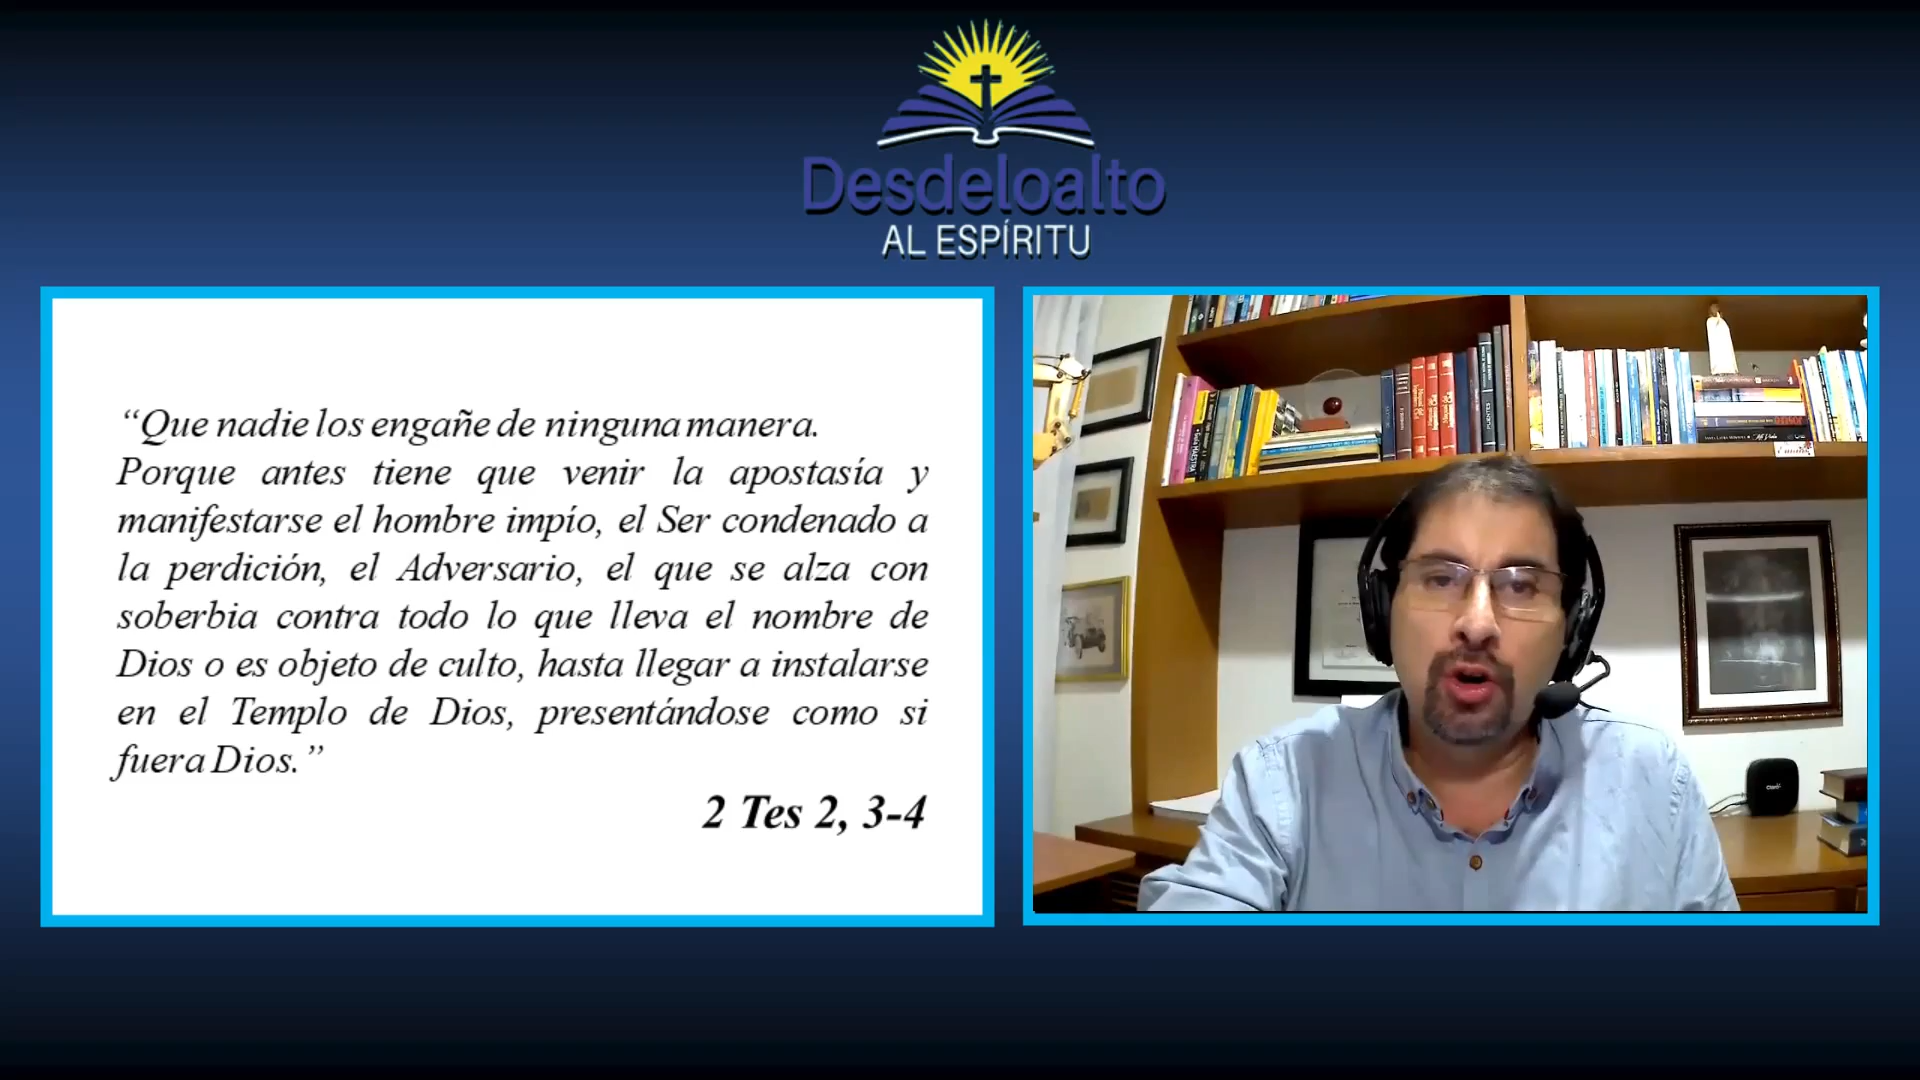 Desdeloalto
AL ESPÍRITU
“Que nadie los engañe de ninguna manera.
Porque antes tiene que venir la apostasía y
manifestarse el hombre impío, el Ser condenado a
la perdición, el Adversario, el que se alza con
soberbia contra todo lo que lleva el nombre de
Dios o es objeto de culto, hasta llegar a instalarse
en el Templo de Dios, presentándose como si
fuera Dios.”
2 Tes 2, 3-4